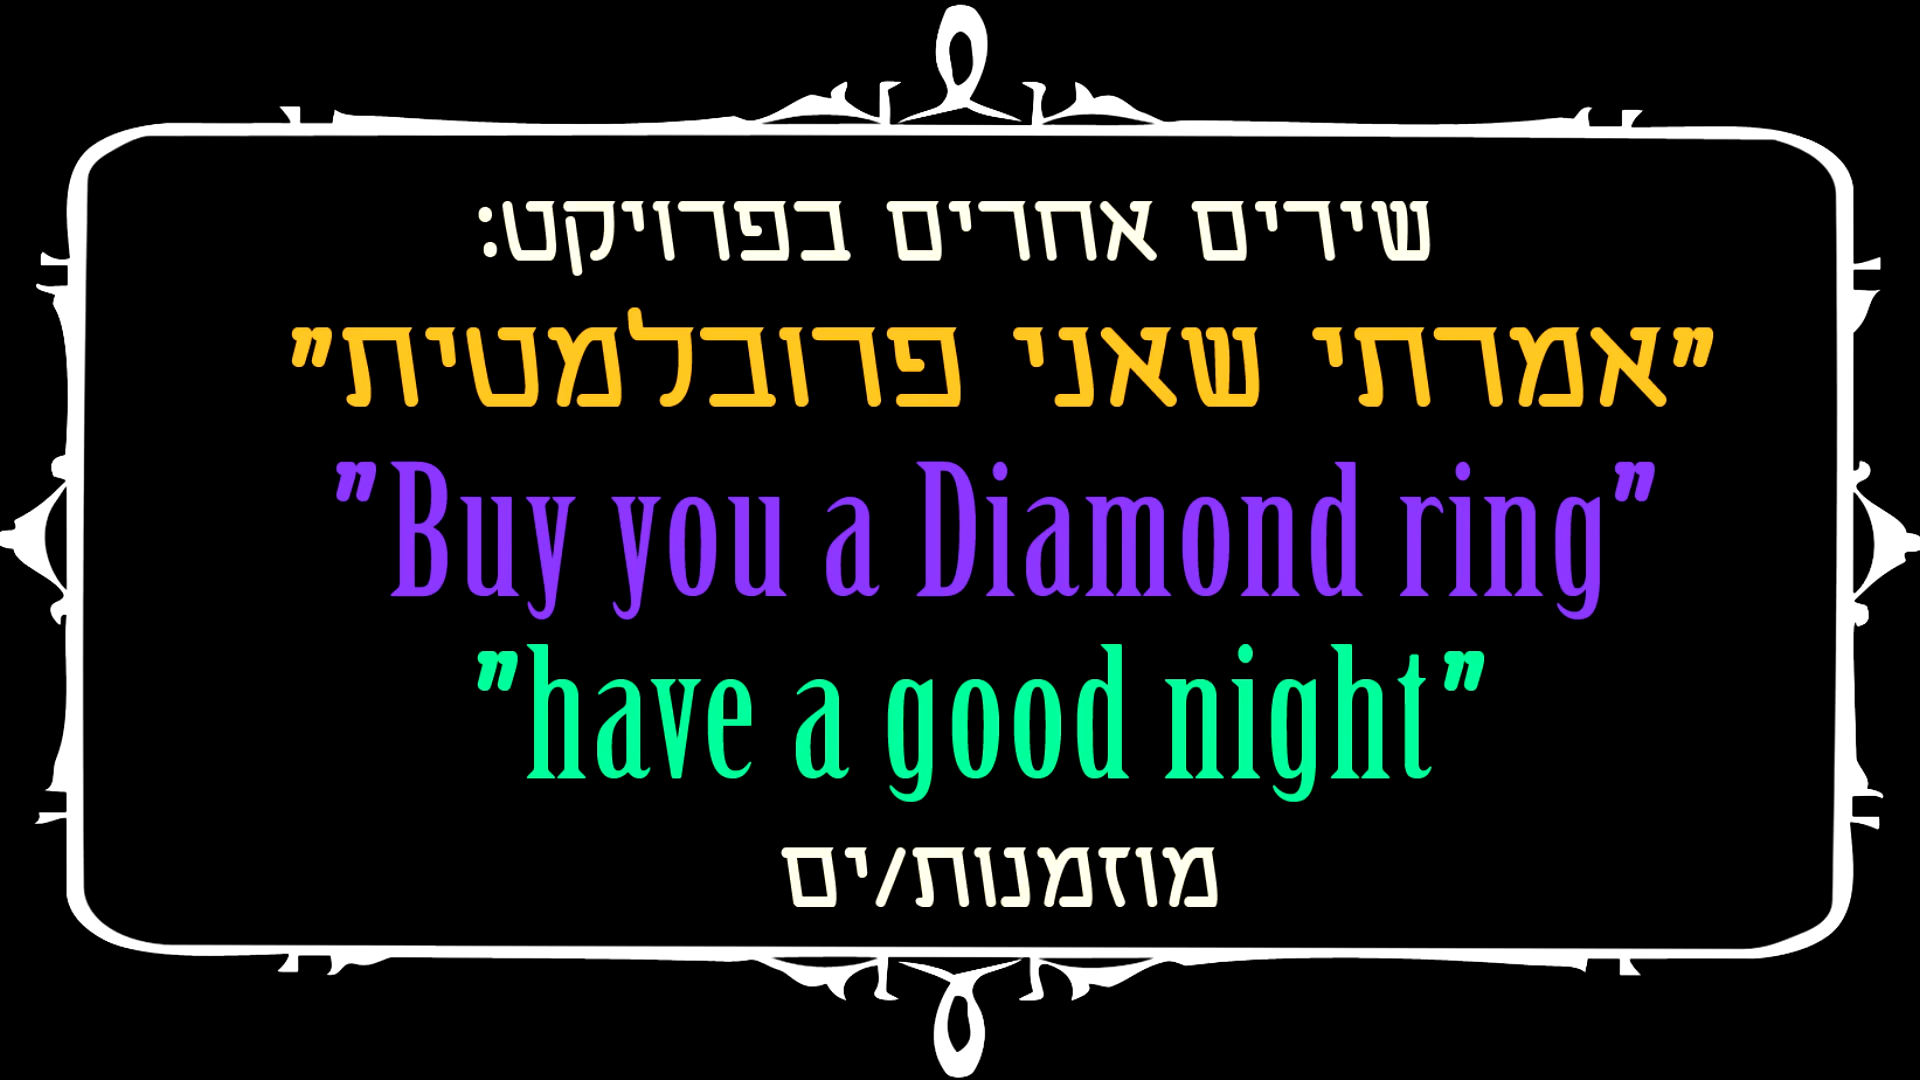 שירים אחרים בפרויקט:
"אמרתי שאני פרובלמטית"
"Buy you a Diamond ring"
"have a good night"
מוזמנות/ים